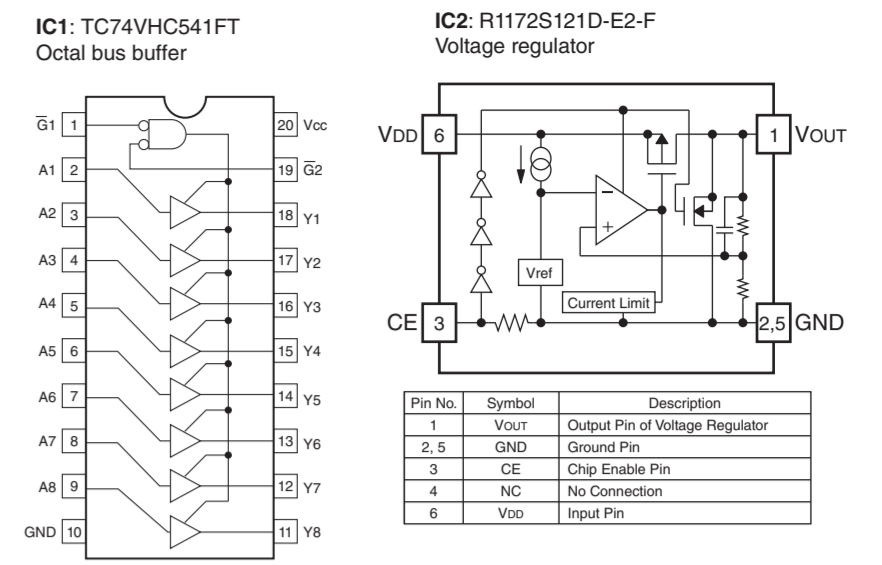 IC1: TC74VHC541FT
Octal bus buffer
G̅1 1
20 Vcc
A1 2
19 G̅2
A2 3
18 Y1
A3 4
17 Y2
A4 5
16 Y3
A5 6
15 Y4
A6 7
14 Y5
A7 8
13 Y6
A8 9
12 Y7
GND 10
11 Y8
IC2: R1172S121D-E2-F
Voltage regulator
VDD 6
1 VOUT
−
+
Vref
Current Limit
CE 3
2,5 GND
Pin No. Symbol Description
1 VOUT Output Pin of Voltage Regulator
2, 5 GND Ground Pin
3 CE Chip Enable Pin
4 NC No Connection
6 VDD Input Pin